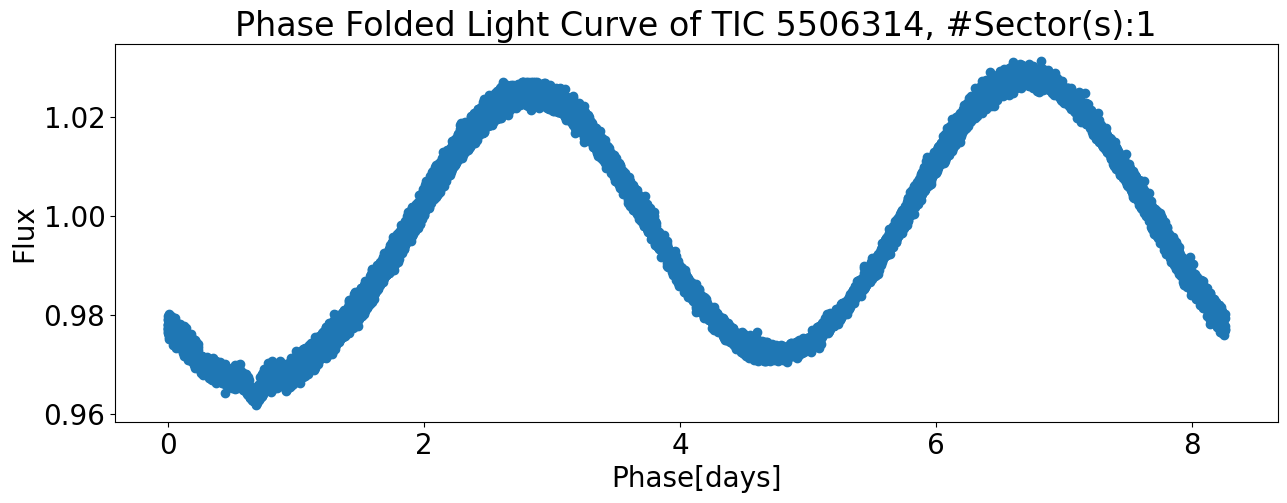 Phase Folded Light Curve of TIC 5506314, #Sector(s):1
Flux
1.02
1.00
0.98
0.96
0 2 4 6 8
Phase[days]